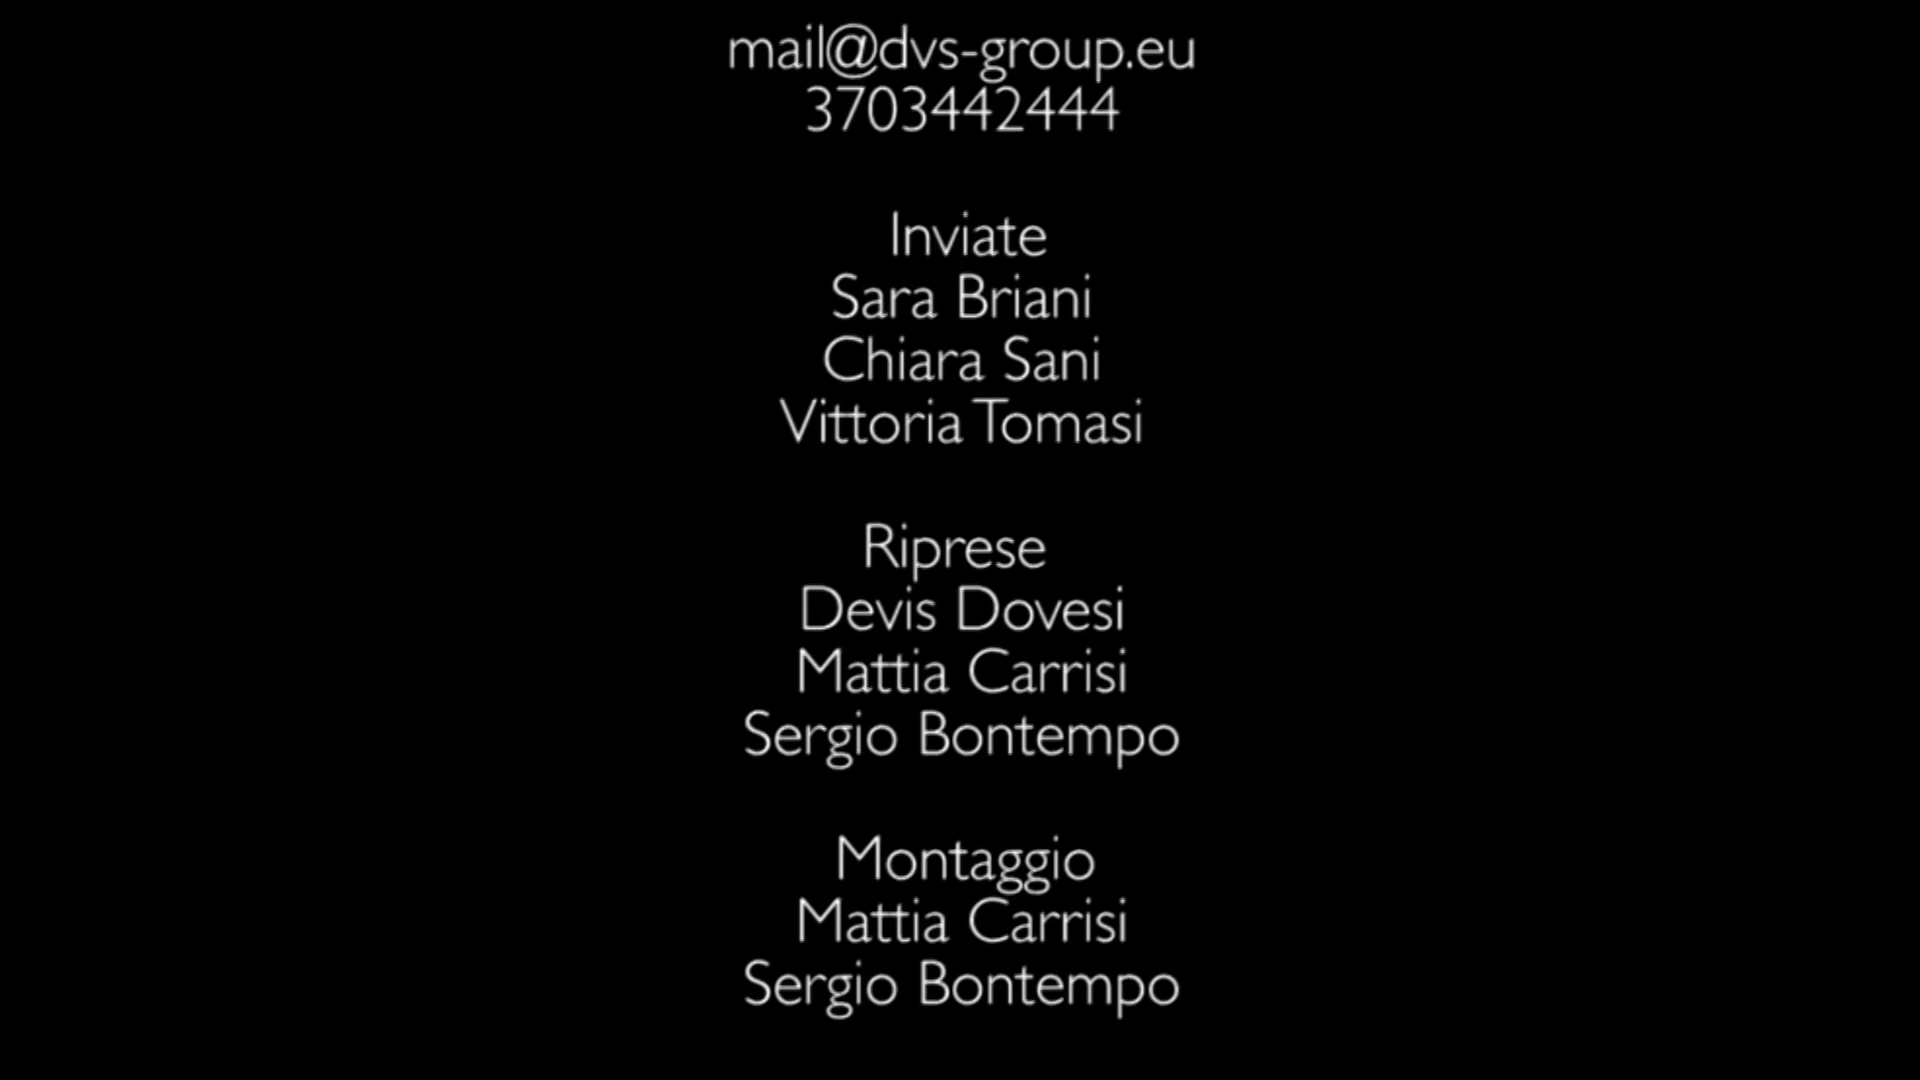 mail@dvs-group.eu
3703442444
Inviate
Sara Briani
Chiara Sani
Vittoria Tomasi
Riprese
Devis Dovesi
Mattia Carrisi
Sergio Bontempo
Montaggio
Mattia Carrisi
Sergio Bontempo